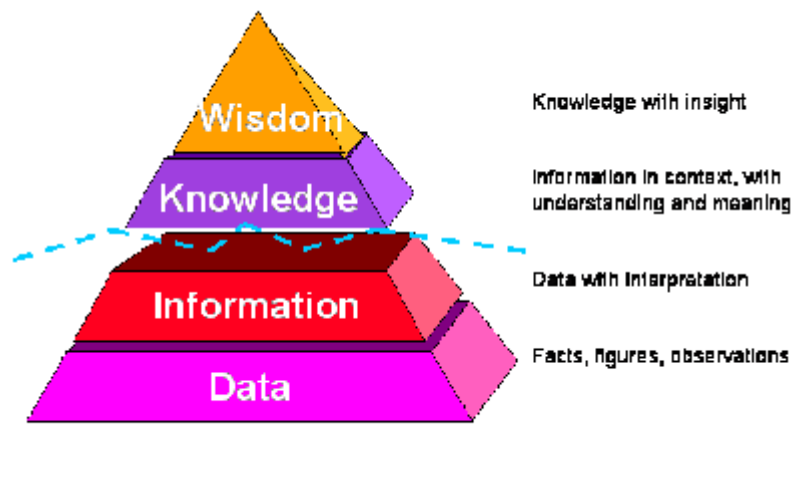 Wisdom
Knowledge with insight
Knowledge
Information in context, with
understanding and meaning
Information
Data with interpretation
Data
Facts, figures, observations